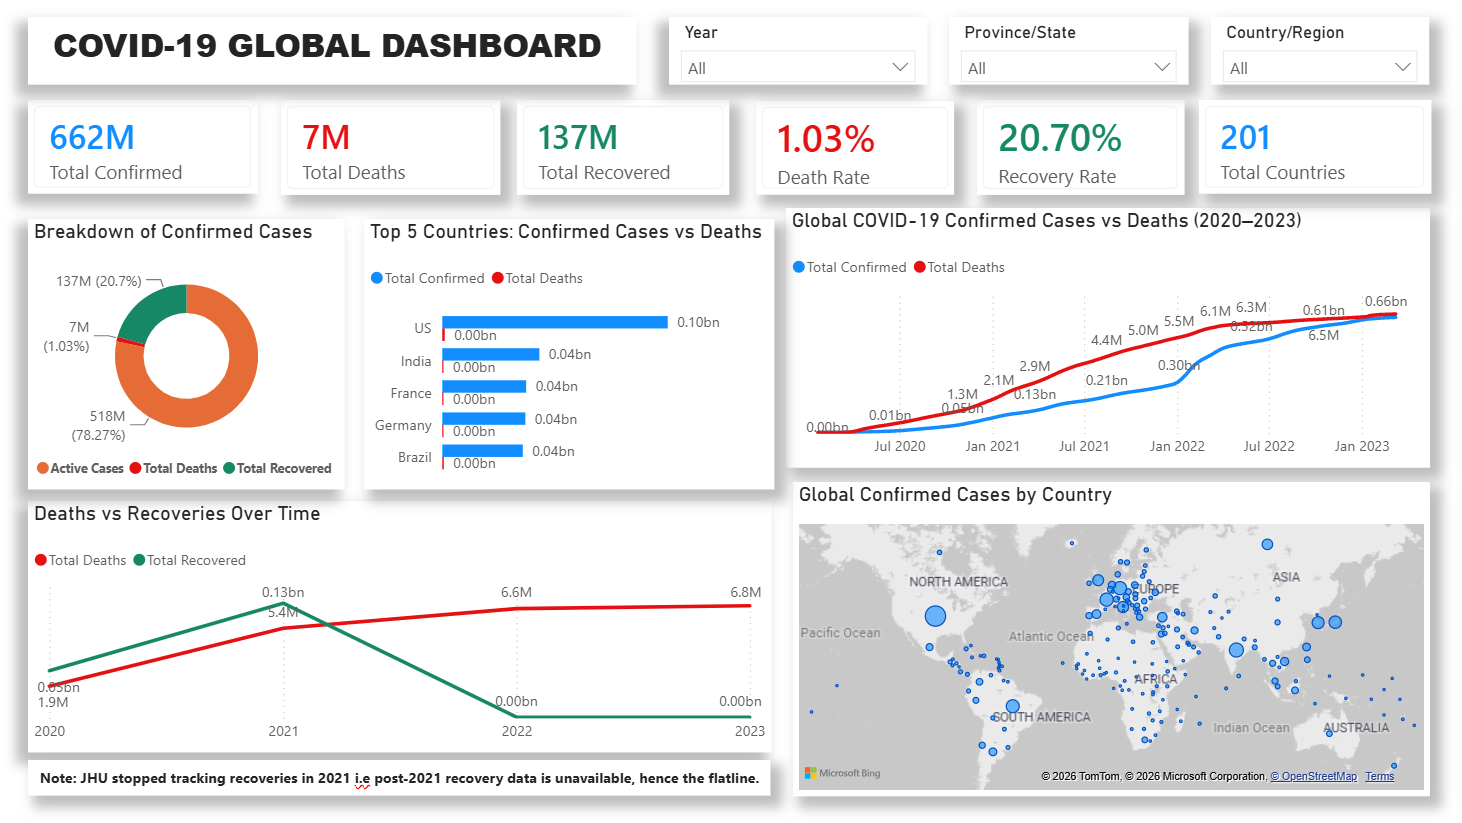 COVID-19 GLOBAL DASHBOARD
Year
All
Province/State
All
Country/Region
All
662M
Total Confirmed
7M
Total Deaths
137M
Total Recovered
1.03%
Death Rate
20.70%
Recovery Rate
201
Total Countries
Breakdown of Confirmed Cases
137M (20.7%)
7M
(1.03%)
518M
(78.27%)
Active Cases Total Deaths Total Recovered
Top 5 Countries: Confirmed Cases vs Deaths
Total Confirmed Total Deaths
US 0.10bn
0.00bn
India 0.04bn
0.00bn
France 0.04bn
0.00bn
Germany 0.04bn
0.00bn
Brazil 0.04bn
0.00bn
Global COVID-19 Confirmed Cases vs Deaths (2020–2023)
Total Confirmed Total Deaths
0.00bn
0.01bn
1.3M
0.05bn
2.1M
2.9M
0.13bn
4.4M
0.21bn
5.0M
5.5M
0.30bn
6.1M
6.3M
0.52bn
0.61bn
6.5M
0.66bn
Jul 2020 Jan 2021 Jul 2021 Jan 2022 Jul 2022 Jan 2023
Deaths vs Recoveries Over Time
Total Deaths Total Recovered
0.05bn
1.9M
0.13bn
5.4M
6.6M
0.00bn
6.8M
0.00bn
2020 2021 2022 2023
Note: JHU stopped tracking recoveries in 2021 i.e post-2021 recovery data is unavailable, hence the flatline.
Global Confirmed Cases by Country
NORTH AMERICA
EUROPE
ASIA
Pacific Ocean
Atlantic Ocean
AFRICA
SOUTH AMERICA
Indian Ocean
AUSTRALIA
Microsoft Bing
© 2026 TomTom, © 2026 Microsoft Corporation, © OpenStreetMap Terms